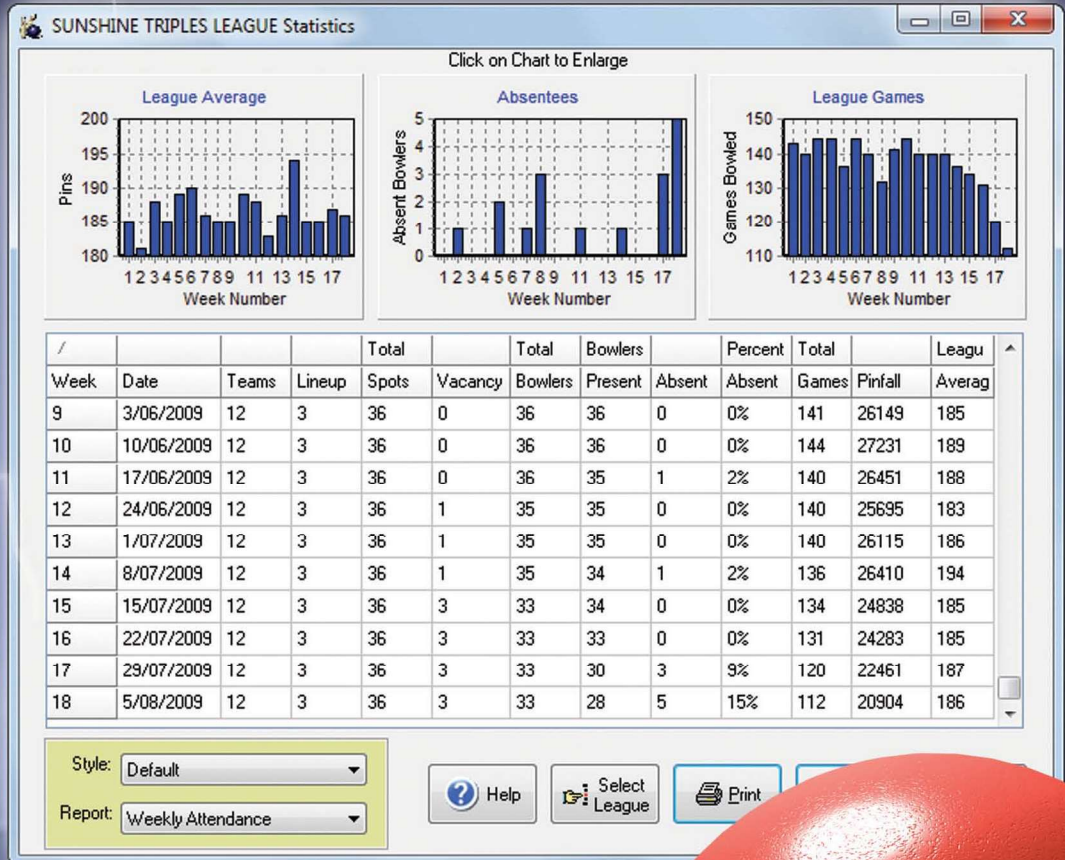 SUNSHINE TRIPLES LEAGUE Statistics
Click on Chart to Enlarge
League Average
Pins
200
195
190
185
180
1 2 3 4 5 6 7 8 9 11 13 15 17
Week Number
Absentees
Absent Bowlers
5
4
3
2
1
0
1 2 3 4 5 6 7 8 9 11 13 15 17
Week Number
League Games
Games Bowled
150
140
130
120
110
1 2 3 4 5 6 7 8 9 11 13 15 17
Week Number
/ Total Total Bowlers Percent Total Leagu
Week Date Teams Lineup Spots Vacancy Bowlers Present Absent Absent Games Pinfall Averag
9 3/06/2009 12 3 36 0 36 36 0 0% 141 26149 185
10 10/06/2009 12 3 36 0 36 36 0 0% 144 27231 189
11 17/06/2009 12 3 36 0 36 35 1 2% 140 26451 188
12 24/06/2009 12 3 36 1 35 35 0 0% 140 25695 183
13 1/07/2009 12 3 36 1 35 35 0 0% 140 26115 186
14 8/07/2009 12 3 36 1 35 34 1 2% 136 26410 194
15 15/07/2009 12 3 36 3 33 34 0 0% 134 24838 185
16 22/07/2009 12 3 36 3 33 33 0 0% 131 24283 185
17 29/07/2009 12 3 36 3 33 30 3 9% 120 22461 187
18 5/08/2009 12 3 36 3 33 28 5 15% 112 20904 186
Style: Default
Report: Weekly Attendance
? Help
Select
League
Print